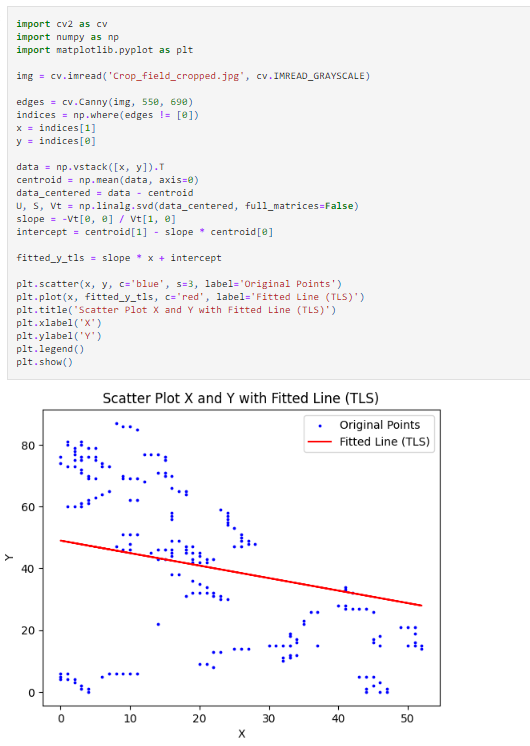 import cv2 as cv
import numpy as np
import matplotlib.pyplot as plt
img = cv.imread('Crop_field_cropped.jpg', cv.IMREAD_GRAYSCALE)
edges = cv.Canny(img, 550, 690)
indices = np.where(edges != [0])
x = indices[1]
y = indices[0]
data = np.vstack([x, y]).T
centroid = np.mean(data, axis=0)
data_centered = data - centroid
U, S, Vt = np.linalg.svd(data_centered, full_matrices=False)
slope = -Vt[0, 0] / Vt[1, 0]
intercept = centroid[1] - slope * centroid[0]
fitted_y_tls = slope * x + intercept
plt.scatter(x, y, c='blue', s=3, label='Original Points')
plt.plot(x, fitted_y_tls, c='red', label='Fitted Line (TLS)')
plt.title('Scatter Plot X and Y with Fitted Line (TLS)')
plt.xlabel('X')
plt.ylabel('Y')
plt.legend()
plt.show()
Scatter Plot X and Y with Fitted Line (TLS)
Original Points
Fitted Line (TLS)
80
60
40
20
0
Y
0 10 20 30 40 50
X